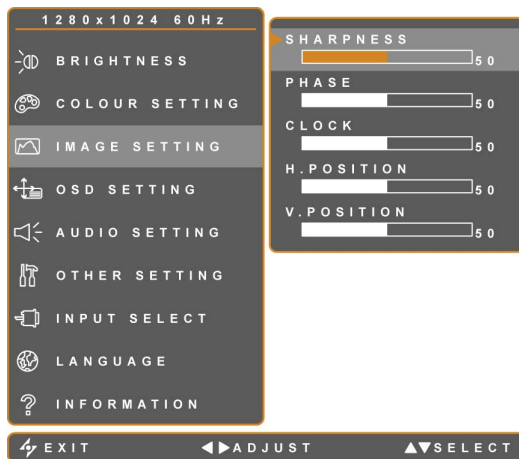 1280x1024 60Hz
BRIGHTNESS
COLOUR SETTING
IMAGE SETTING
OSD SETTING
AUDIO SETTING
OTHER SETTING
INPUT SELECT
LANGUAGE
INFORMATION
SHARPNESS
50
PHASE
50
CLOCK
50
H.POSITION
50
V.POSITION
50
EXIT ADJUST SELECT